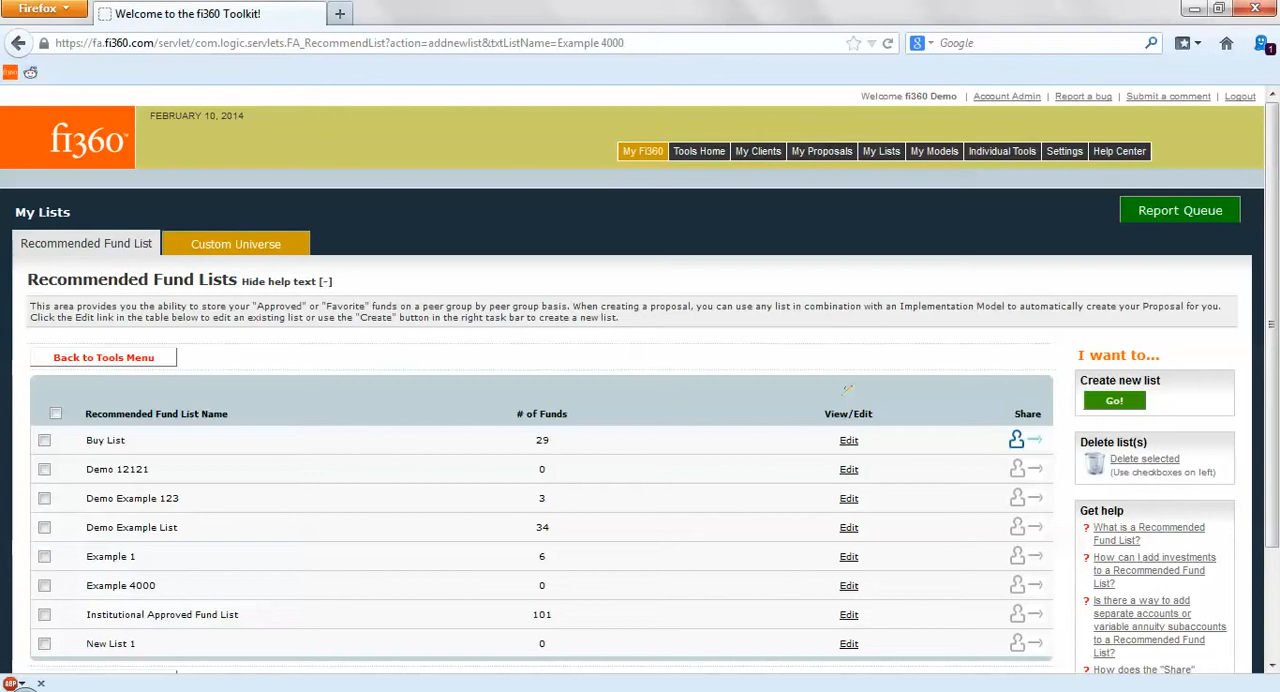 Firefox
Welcome to the fi360 Toolkit!
https://fa.fi360.com/servlet/com.logic.servlets.FA_RecommendList?action=addnewlist&txtListName=Example 4000
Google
1
Welcome fi360 Demo | Account Admin | Report a bug | Submit a comment | Logout
fi360
FEBRUARY 10, 2014
My Fi360 Tools Home My Clients My Proposals My Lists My Models Individual Tools Settings Help Center
My Lists
Report Queue
Recommended Fund List Custom Universe
Recommended Fund Lists Hide help text [-]
This area provides you the ability to store your "Approved" or "Favorite" funds on a peer group by peer group basis. When creating a proposal, you can use any list in combination with an Implementation Model to automatically create your Proposal for you.
Click the Edit link in the table below to edit an existing list or use the "Create" button in the right task bar to create a new list.
Back to Tools Menu
Recommended Fund List Name # of Funds View/Edit Share
Buy List 29 Edit
Demo 12121 0 Edit
Demo Example 123 3 Edit
Demo Example List 34 Edit
Example 1 6 Edit
Example 4000 0 Edit
Institutional Approved Fund List 101 Edit
New List 1 0 Edit
I want to...
Create new list
Go!
Delete list(s)
Delete selected
(Use checkboxes on left)
Get help
? What is a Recommended
Fund List?
? How can I add investments
to a Recommended Fund
List?
? Is there a way to add
separate accounts or
variable annuity subaccounts
to a Recommended Fund
List?
? How does the "Share"
ABP